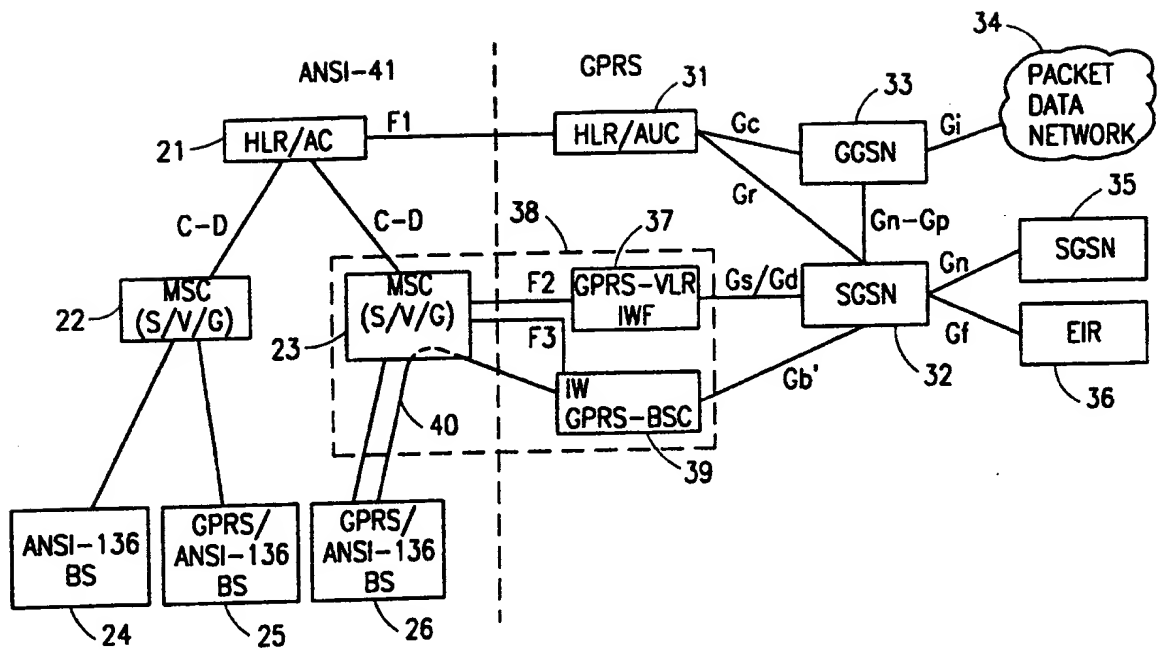 34
ANSI-41
GPRS
PACKET
DATA
NETWORK
31
33
21
HLR/AC
F1
HLR/AUC
Gc
GGSN
Gi
35
C-D
C-D
38
37
Gr
Gn-Gp
SGSN
22
MSC
(S/V/G)
23
MSC
(S/V/G)
F2
GPRS-VLR
IWF
Gs/Gd
SGSN
Gn
F3
Gf
EIR
32
36
40
IW
GPRS-BSC
Gb'
39
ANSI-136
BS
GPRS/
ANSI-136
BS
GPRS/
ANSI-136
BS
24
25
26